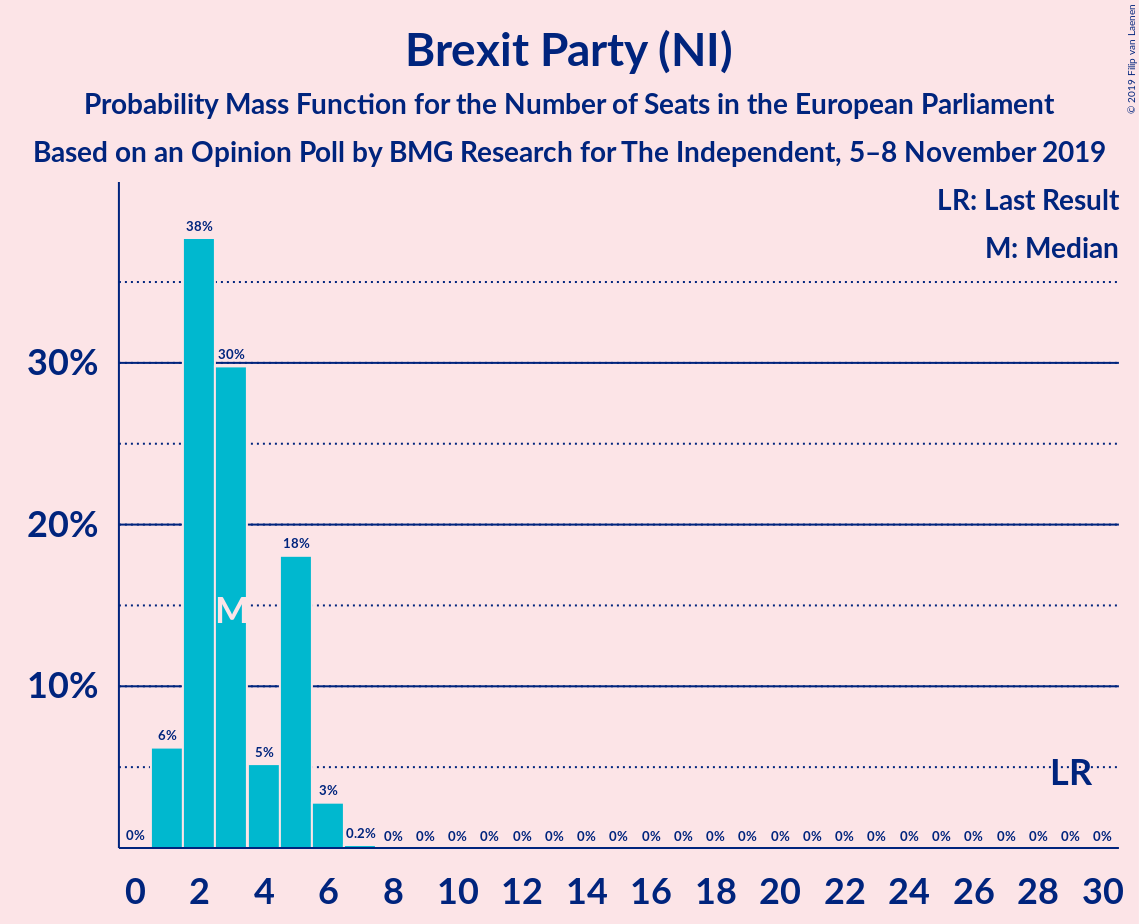 © 2019 Filip van Laenen
Brexit Party (NI)
Probability Mass Function for the Number of Seats in the European Parliament
Based on an Opinion Poll by BMG Research for The Independent, 5–8 November 2019
LR: Last Result
M: Median
38%
30%
30%
20%
18%
M
10%
6%
5%
LR
3%
0%
0.2%
0% 0% 0% 0% 0% 0% 0% 0% 0% 0% 0% 0% 0% 0% 0% 0% 0% 0% 0% 0% 0% 0% 0%
0 2 4 6 8 10 12 14 16 18 20 22 24 26 28 30